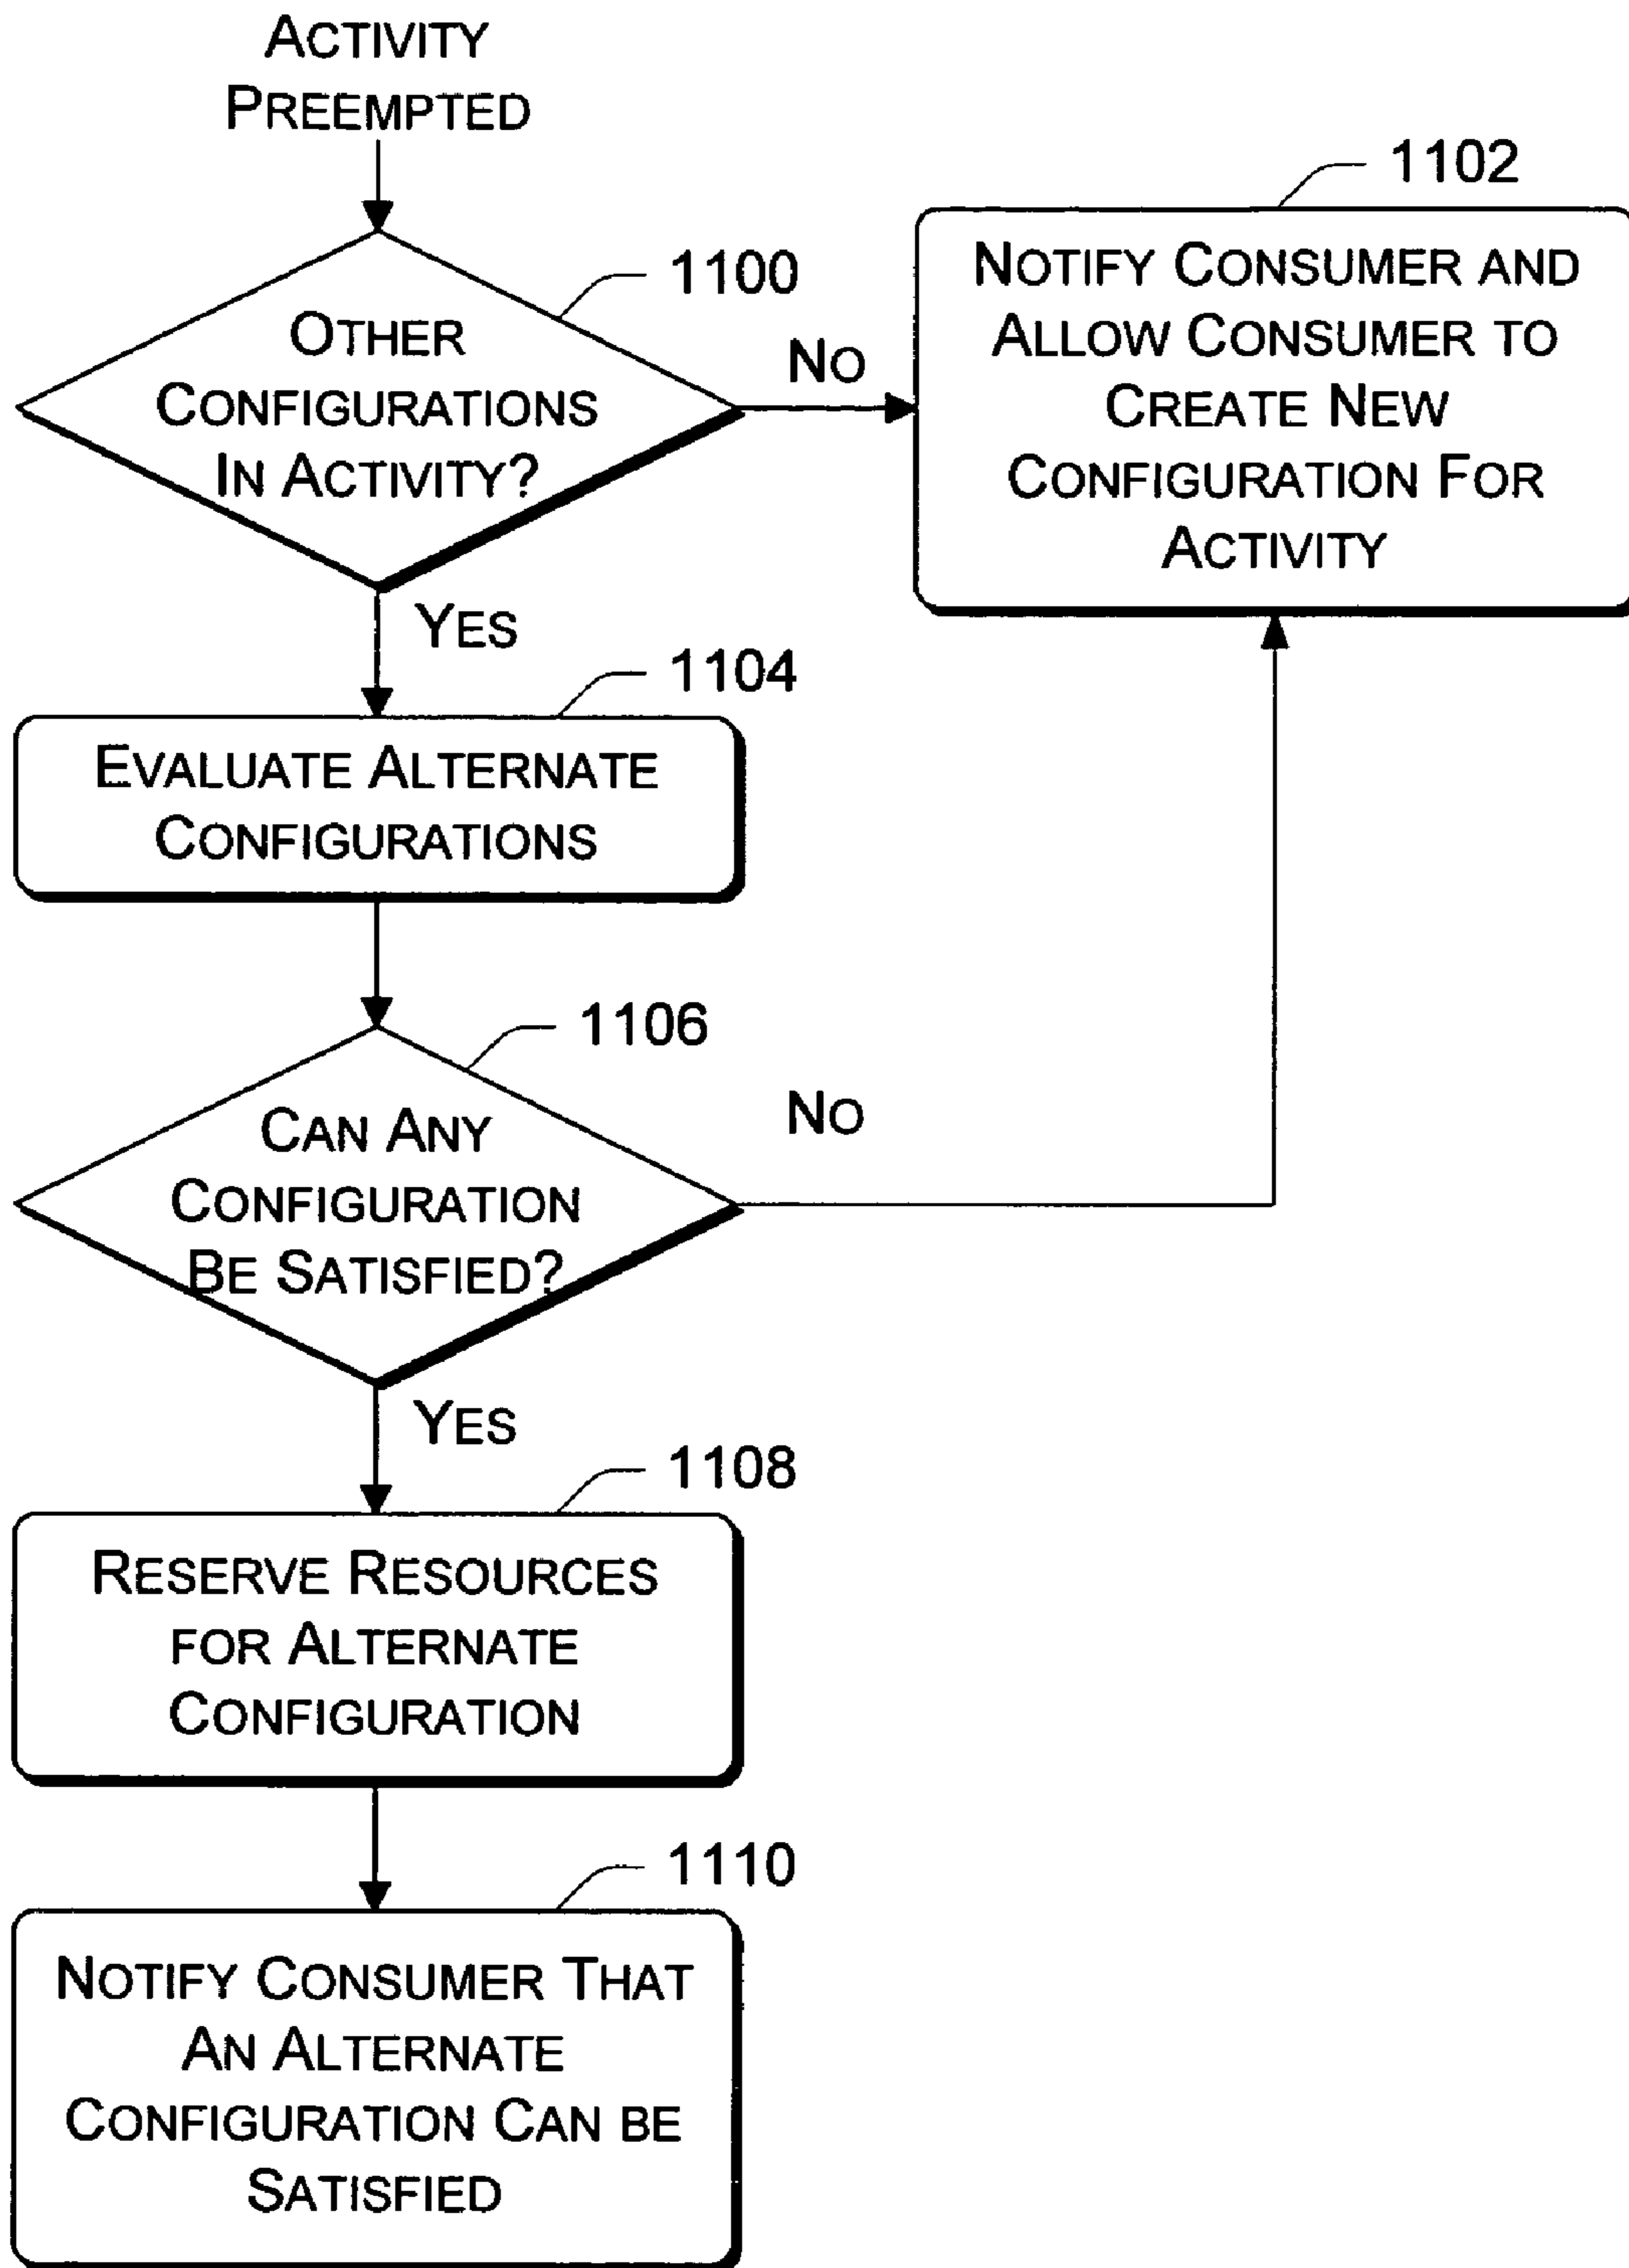 ACTIVITY
PREEMPTED
1100
OTHER
CONFIGURATIONS
IN ACTIVITY?
NO
1102
NOTIFY CONSUMER AND
ALLOW CONSUMER TO
CREATE NEW
CONFIGURATION FOR
ACTIVITY
YES
1104
EVALUATE ALTERNATE
CONFIGURATIONS
1106
CAN ANY
CONFIGURATION
BE SATISFIED?
NO
YES
1108
RESERVE RESOURCES
FOR ALTERNATE
CONFIGURATION
1110
NOTIFY CONSUMER THAT
AN ALTERNATE
CONFIGURATION CAN BE
SATISFIED